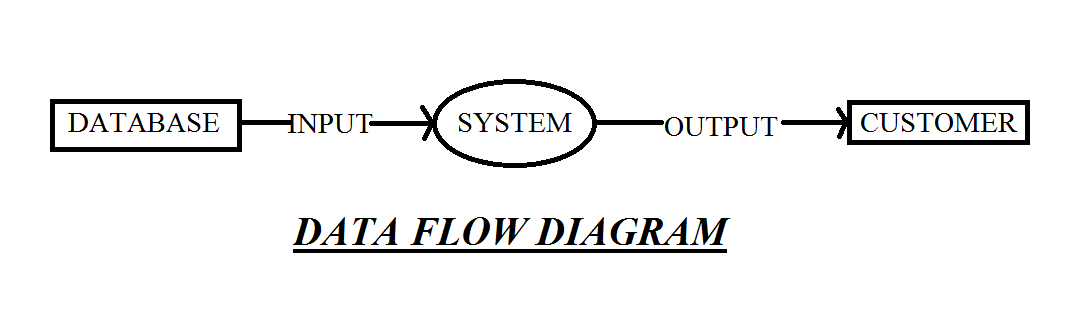 DATABASE INPUT SYSTEM OUTPUT CUSTOMER
DATA FLOW DIAGRAM